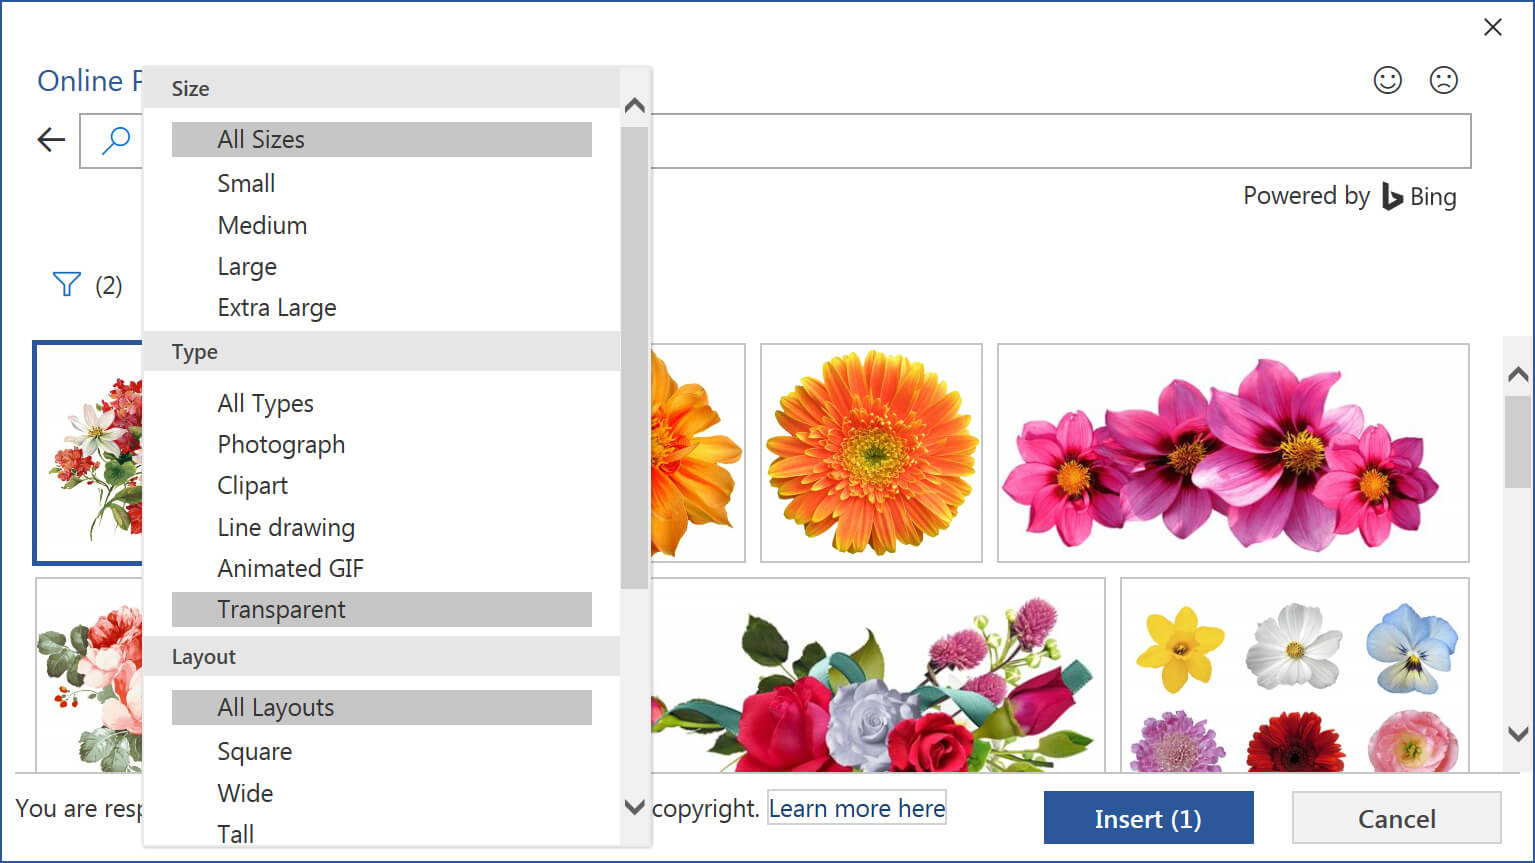 Online P
Size
All Sizes
Small
Medium
Large
Extra Large
Type
All Types
Photograph
Clipart
Line drawing
Animated GIF
Transparent
Layout
All Layouts
Square
Wide
Tall
Powered by Bing
(2)
You are resp
copyright. Learn more here
Insert (1)
Cancel